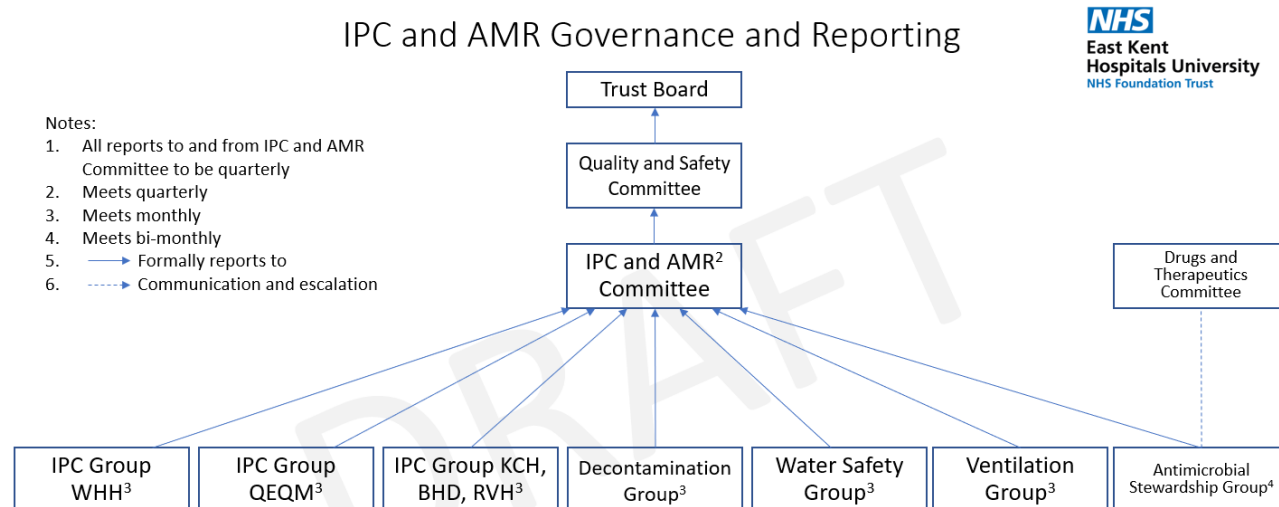 IPC and AMR Governance and Reporting
NHS
East Kent
Hospitals University
NHS Foundation Trust
Trust Board
Notes:
1. All reports to and from IPC and AMR
Committee to be quarterly
2. Meets quarterly
3. Meets monthly
4. Meets bi-monthly
5. Formally reports to
6. Communication and escalation
Quality and Safety
Committee
IPC and AMR²
Committee
Drugs and
Therapeutics
Committee
DRAFT
IPC Group
WHH³
IPC Group
QEQM³
IPC Group KCH,
BHD, RVH³
Decontamination
Group³
Water Safety
Group³
Ventilation
Group³
Antimicrobial
Stewardship Group⁴